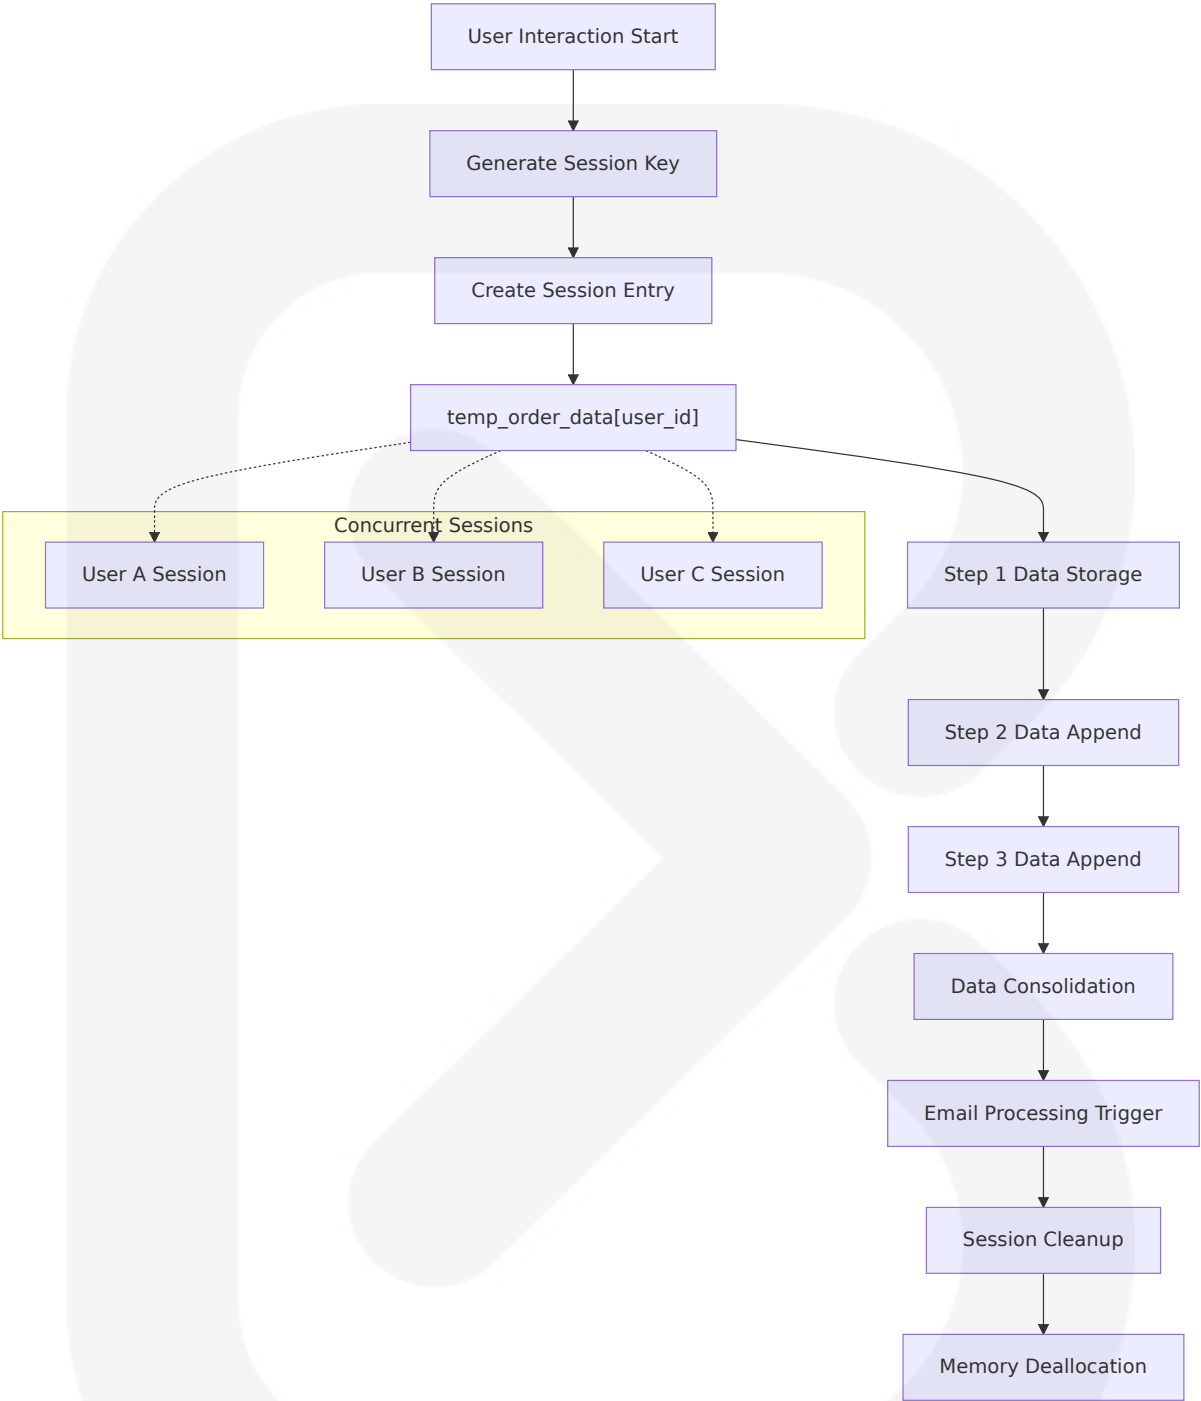 User Interaction Start
Generate Session Key
Create Session Entry
temp_order_data[user_id]
Concurrent Sessions
User A Session
User B Session
User C Session
Step 1 Data Storage
Step 2 Data Append
Step 3 Data Append
Data Consolidation
Email Processing Trigger
Session Cleanup
Memory Deallocation